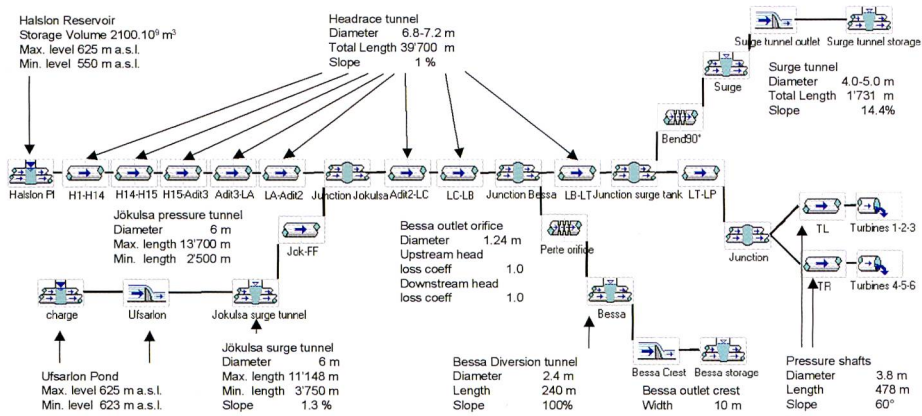 Halslon Reservoir
Storage Volume 2100.10⁹ m³
Max. level 625 m a.s.l.
Min. level 550 m a.s.l.
Headrace tunnel
Diameter 6.8-7.2 m
Total Length 39'700 m
Slope 1 %
Surge tunnel outlet
Surge tunnel storage
Surge
Surge tunnel
Diameter 4.0-5.0 m
Total Length 1'731 m
Slope 14.4%
Bend90°
Halslon PI
H1-H14
H14-H15
H15-Adit3
Adit3-LA
LA-Adit2
Junction Jokulsa
Adit2-LC
LC-LB
Junction Bessa
LB-LT
Junction surge tank
LT-LP
Jökulsa pressure tunnel
Diameter 6 m
Max. length 13'700 m
Min. length 2'500 m
Jok-FF
Bessa outlet orifice
Diameter 1.24 m
Upstream head
loss coeff 1.0
Downstream head
loss coeff 1.0
Perte orifice
Junction
TL
Turbines 1-2-3
TR
Turbines 4-5-6
charge
Ufsarlon
Jokulsa surge tunnel
Bessa
Ufsarlon Pond
Max. level 625 m a.s.l.
Min. level 623 m a.s.l.
Jökulsa surge tunnel
Diameter 6 m
Max. length 11'148 m
Min. length 3'750 m
Slope 1.3 %
Bessa Diversion tunnel
Diameter 2.4 m
Length 240 m
Slope 100%
Bessa Crest
Bessa storage
Bessa outlet crest
Width 10 m
Pressure shafts
Diameter 3.8 m
Length 478 m
Slope 60°